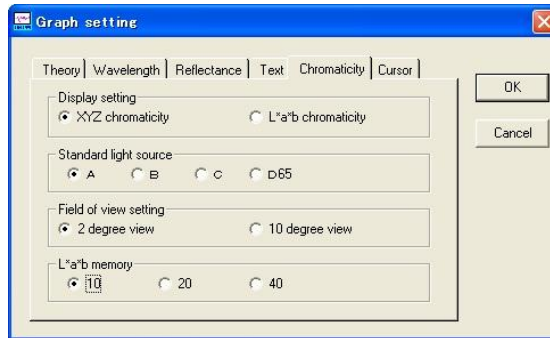 Graph setting
Theory Wavelength Reflectance Text Chromaticity Cursor
Display setting
XYZ chromaticity L*a*b chromaticity
Standard light source
A B C D65
Field of view setting
2 degree view 10 degree view
L*a*b memory
10 20 40
OK
Cancel